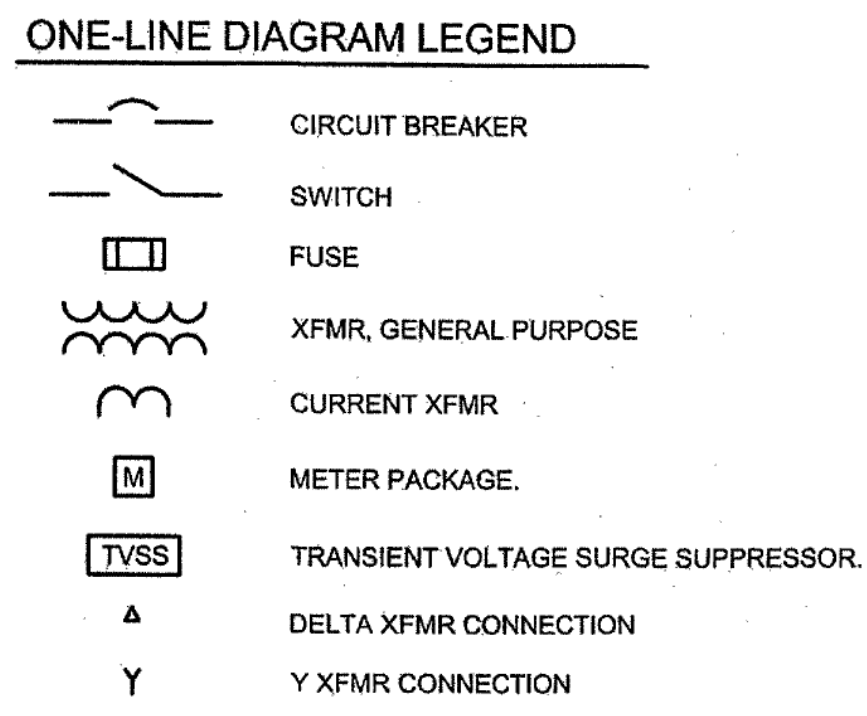 ONE-LINE DIAGRAM LEGEND
CIRCUIT BREAKER
SWITCH
FUSE
XFMR, GENERAL PURPOSE
CURRENT XFMR
M METER PACKAGE.
TVSS TRANSIENT VOLTAGE SURGE SUPPRESSOR.
Δ DELTA XFMR CONNECTION
Y Y XFMR CONNECTION